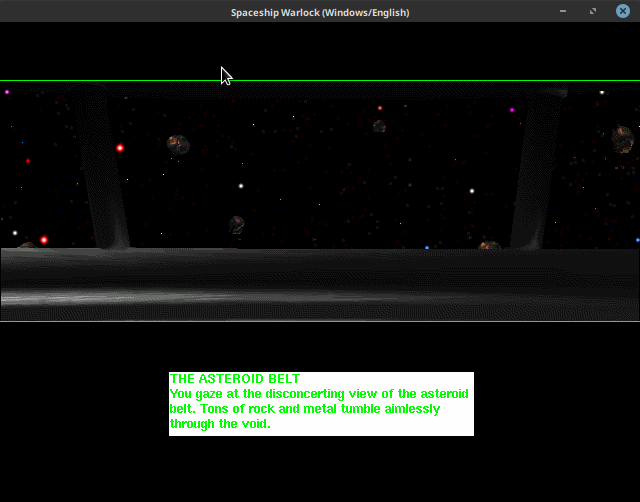 Spaceship Warlock (Windows/English)
THE ASTEROID BELT
You gaze at the disconcerting view of the asteroid
belt. Tons of rock and metal tumble aimlessly
through the void.